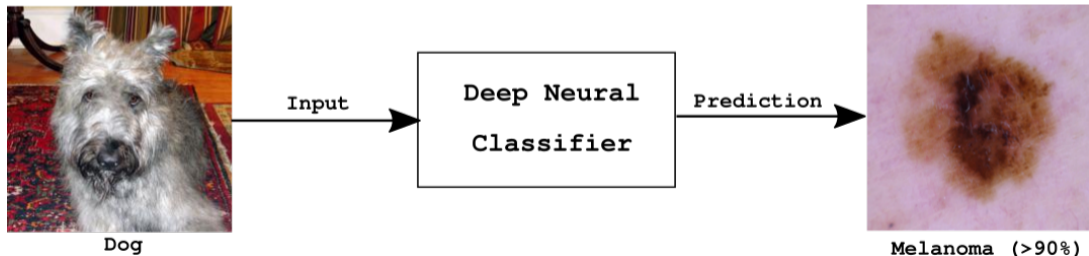 Input
Deep Neural
Classifier
Prediction
Dog
Melanoma (>90%)